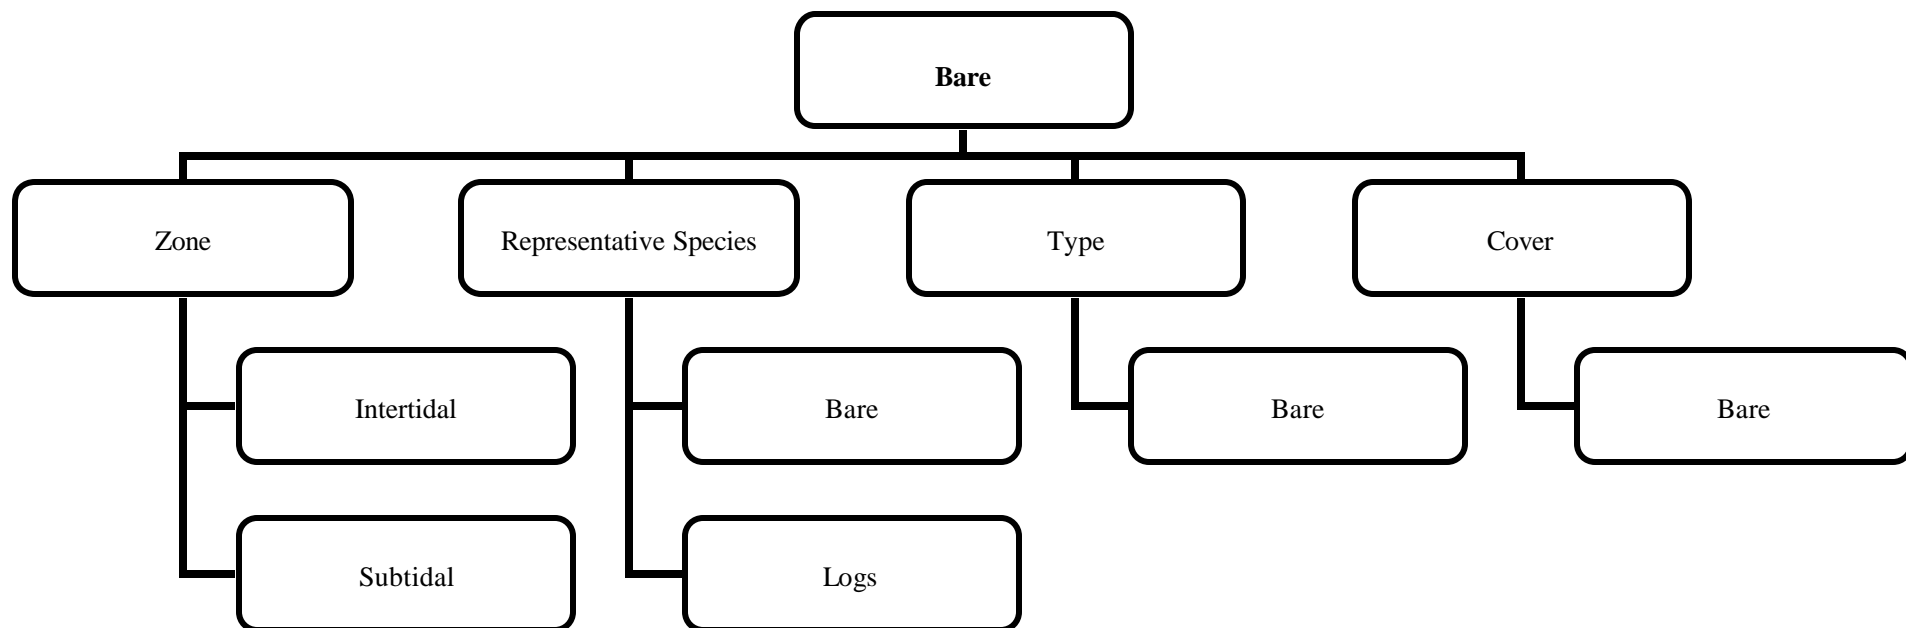 Bare
Zone
Representative Species
Type
Cover
Intertidal
Bare
Bare
Bare
Subtidal
Logs